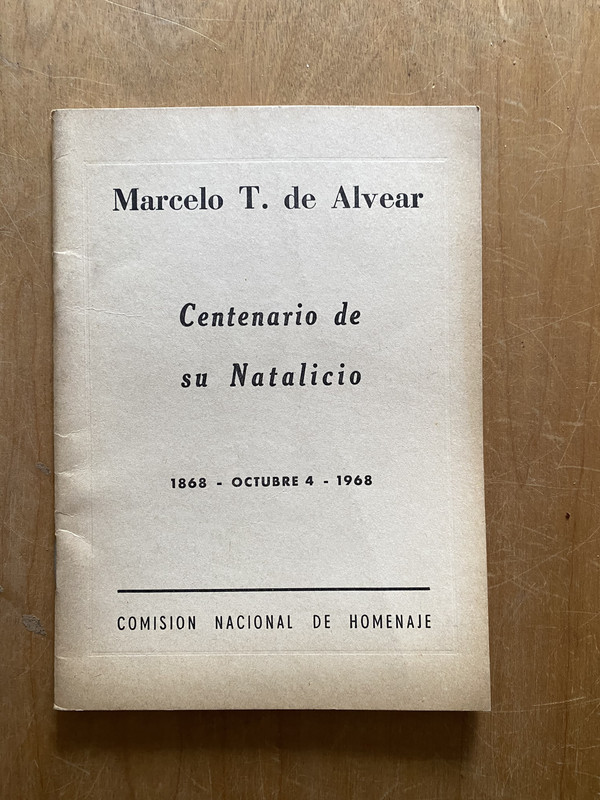 Marcelo T. de Alvear
Centenario de
su Natalicio
1868 - OCTUBRE 4 - 1968
COMISION NACIONAL DE HOMENAJE